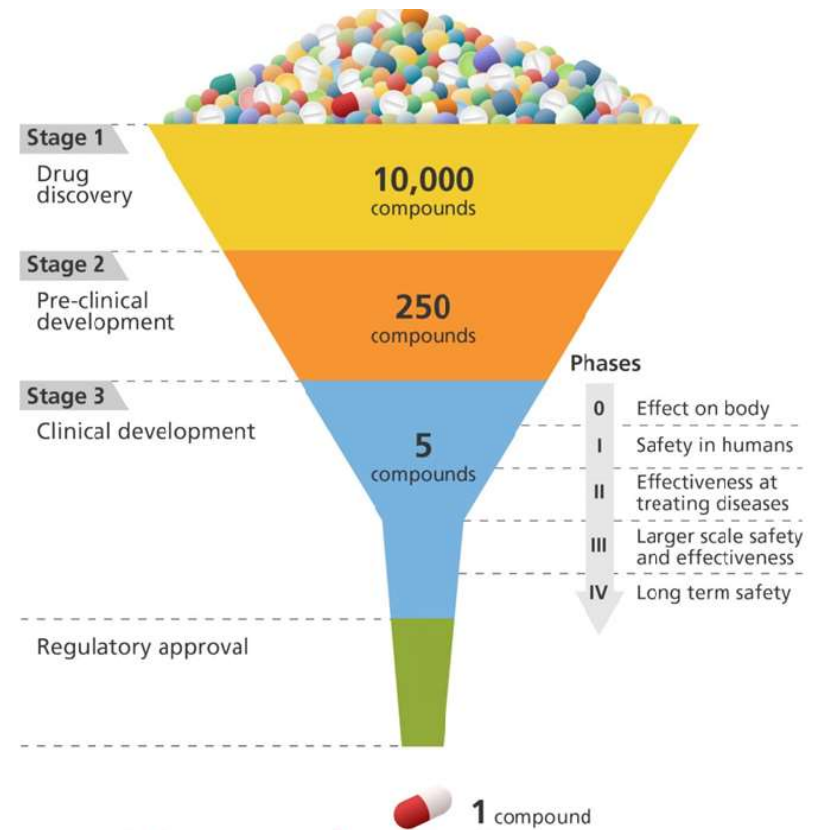 Stage 1
Drug
discovery
10,000
compounds
Stage 2
Pre-clinical
development
250
compounds
Phases
Stage 3
Clinical development
5
compounds
0 Effect on body
I Safety in humans
II Effectiveness at
treating diseases
III Larger scale safety
and effectiveness
IV Long term safety
Regulatory approval
1 compound